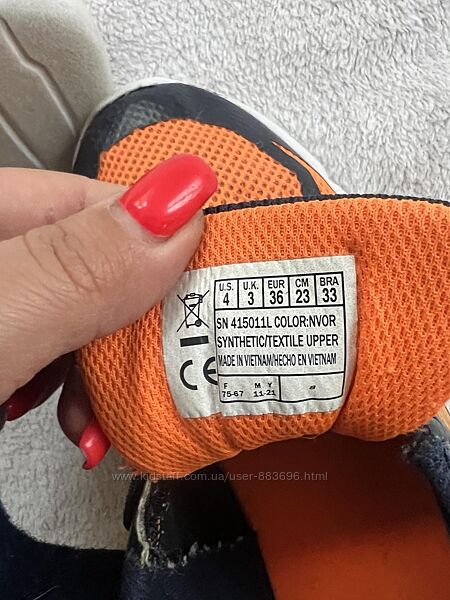 U.S. U.K. EUR CM BRA
4 3 36 23 33
SN 415011L COLOR:NVOR
SYNTHETIC/TEXTILE UPPER
MADE IN VIETNAM/HECHO EN VIETNAM
CE
F M Y
75-67 11-21
www.kidstaff.com.ua/user-883696.html